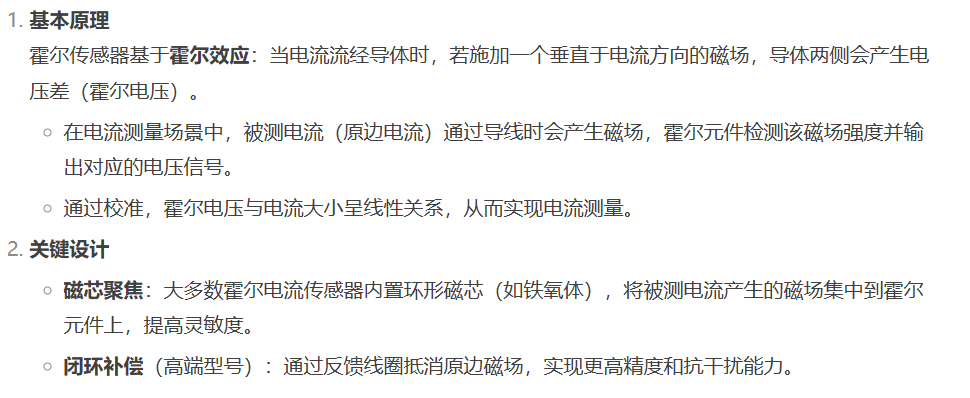 1. 基本原理
霍尔传感器基于霍尔效应：当电流流经导体时，若施加一个垂直于电流方向的磁场，导体两侧会产生电
压差（霍尔电压）。
○ 在电流测量场景中，被测电流（原边电流）通过导线时会产生磁场，霍尔元件检测该磁场强度并输
出对应的电压信号。
○ 通过校准，霍尔电压与电流大小呈线性关系，从而实现电流测量。
2. 关键设计
○ 磁芯聚焦：大多数霍尔电流传感器内置环形磁芯（如铁氧体），将被测电流产生的磁场集中到霍尔
元件上，提高灵敏度。
○ 闭环补偿（高端型号）：通过反馈线圈抵消原边磁场，实现更高精度和抗干扰能力。